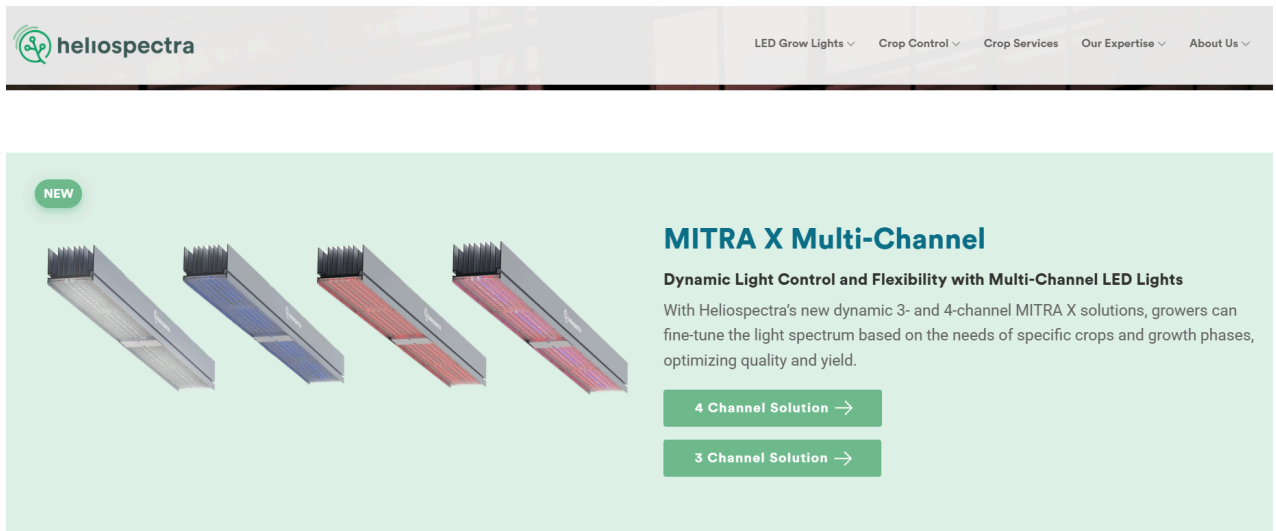 heliospectra
LED Grow Lights
Crop Control
Crop Services
Our Expertise
About Us
NEW
MITRA X Multi-Channel
Dynamic Light Control and Flexibility with Multi-Channel LED Lights
With Heliospectra’s new dynamic 3- and 4-channel MITRA X solutions, growers can
fine-tune the light spectrum based on the needs of specific crops and growth phases,
optimizing quality and yield.
4 Channel Solution →
3 Channel Solution →